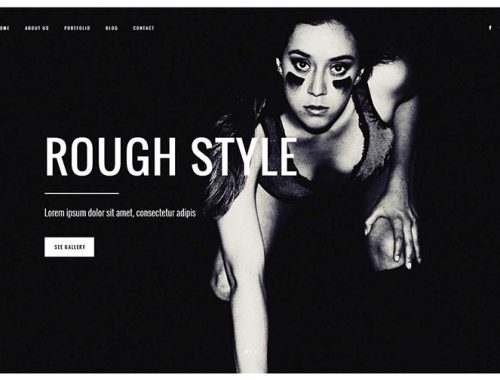 OME ABOUT US PORTFOLIO BLOG CONTACT
f
ROUGH STYLE
Lorem ipsum dolor sit amet, consectetur adipis
SEE GALLERY